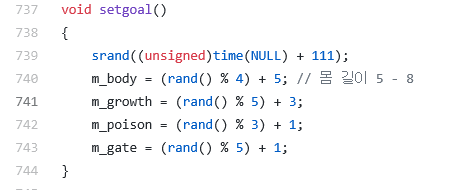 737 void setgoal()
738 {
739 srand((unsigned)time(NULL) + 111);
740 m_body = (rand() % 4) + 5; // 몸 길이 5 - 8
741 m_growth = (rand() % 5) + 3;
742 m_poison = (rand() % 3) + 1;
743 m_gate = (rand() % 5) + 1;
744 }